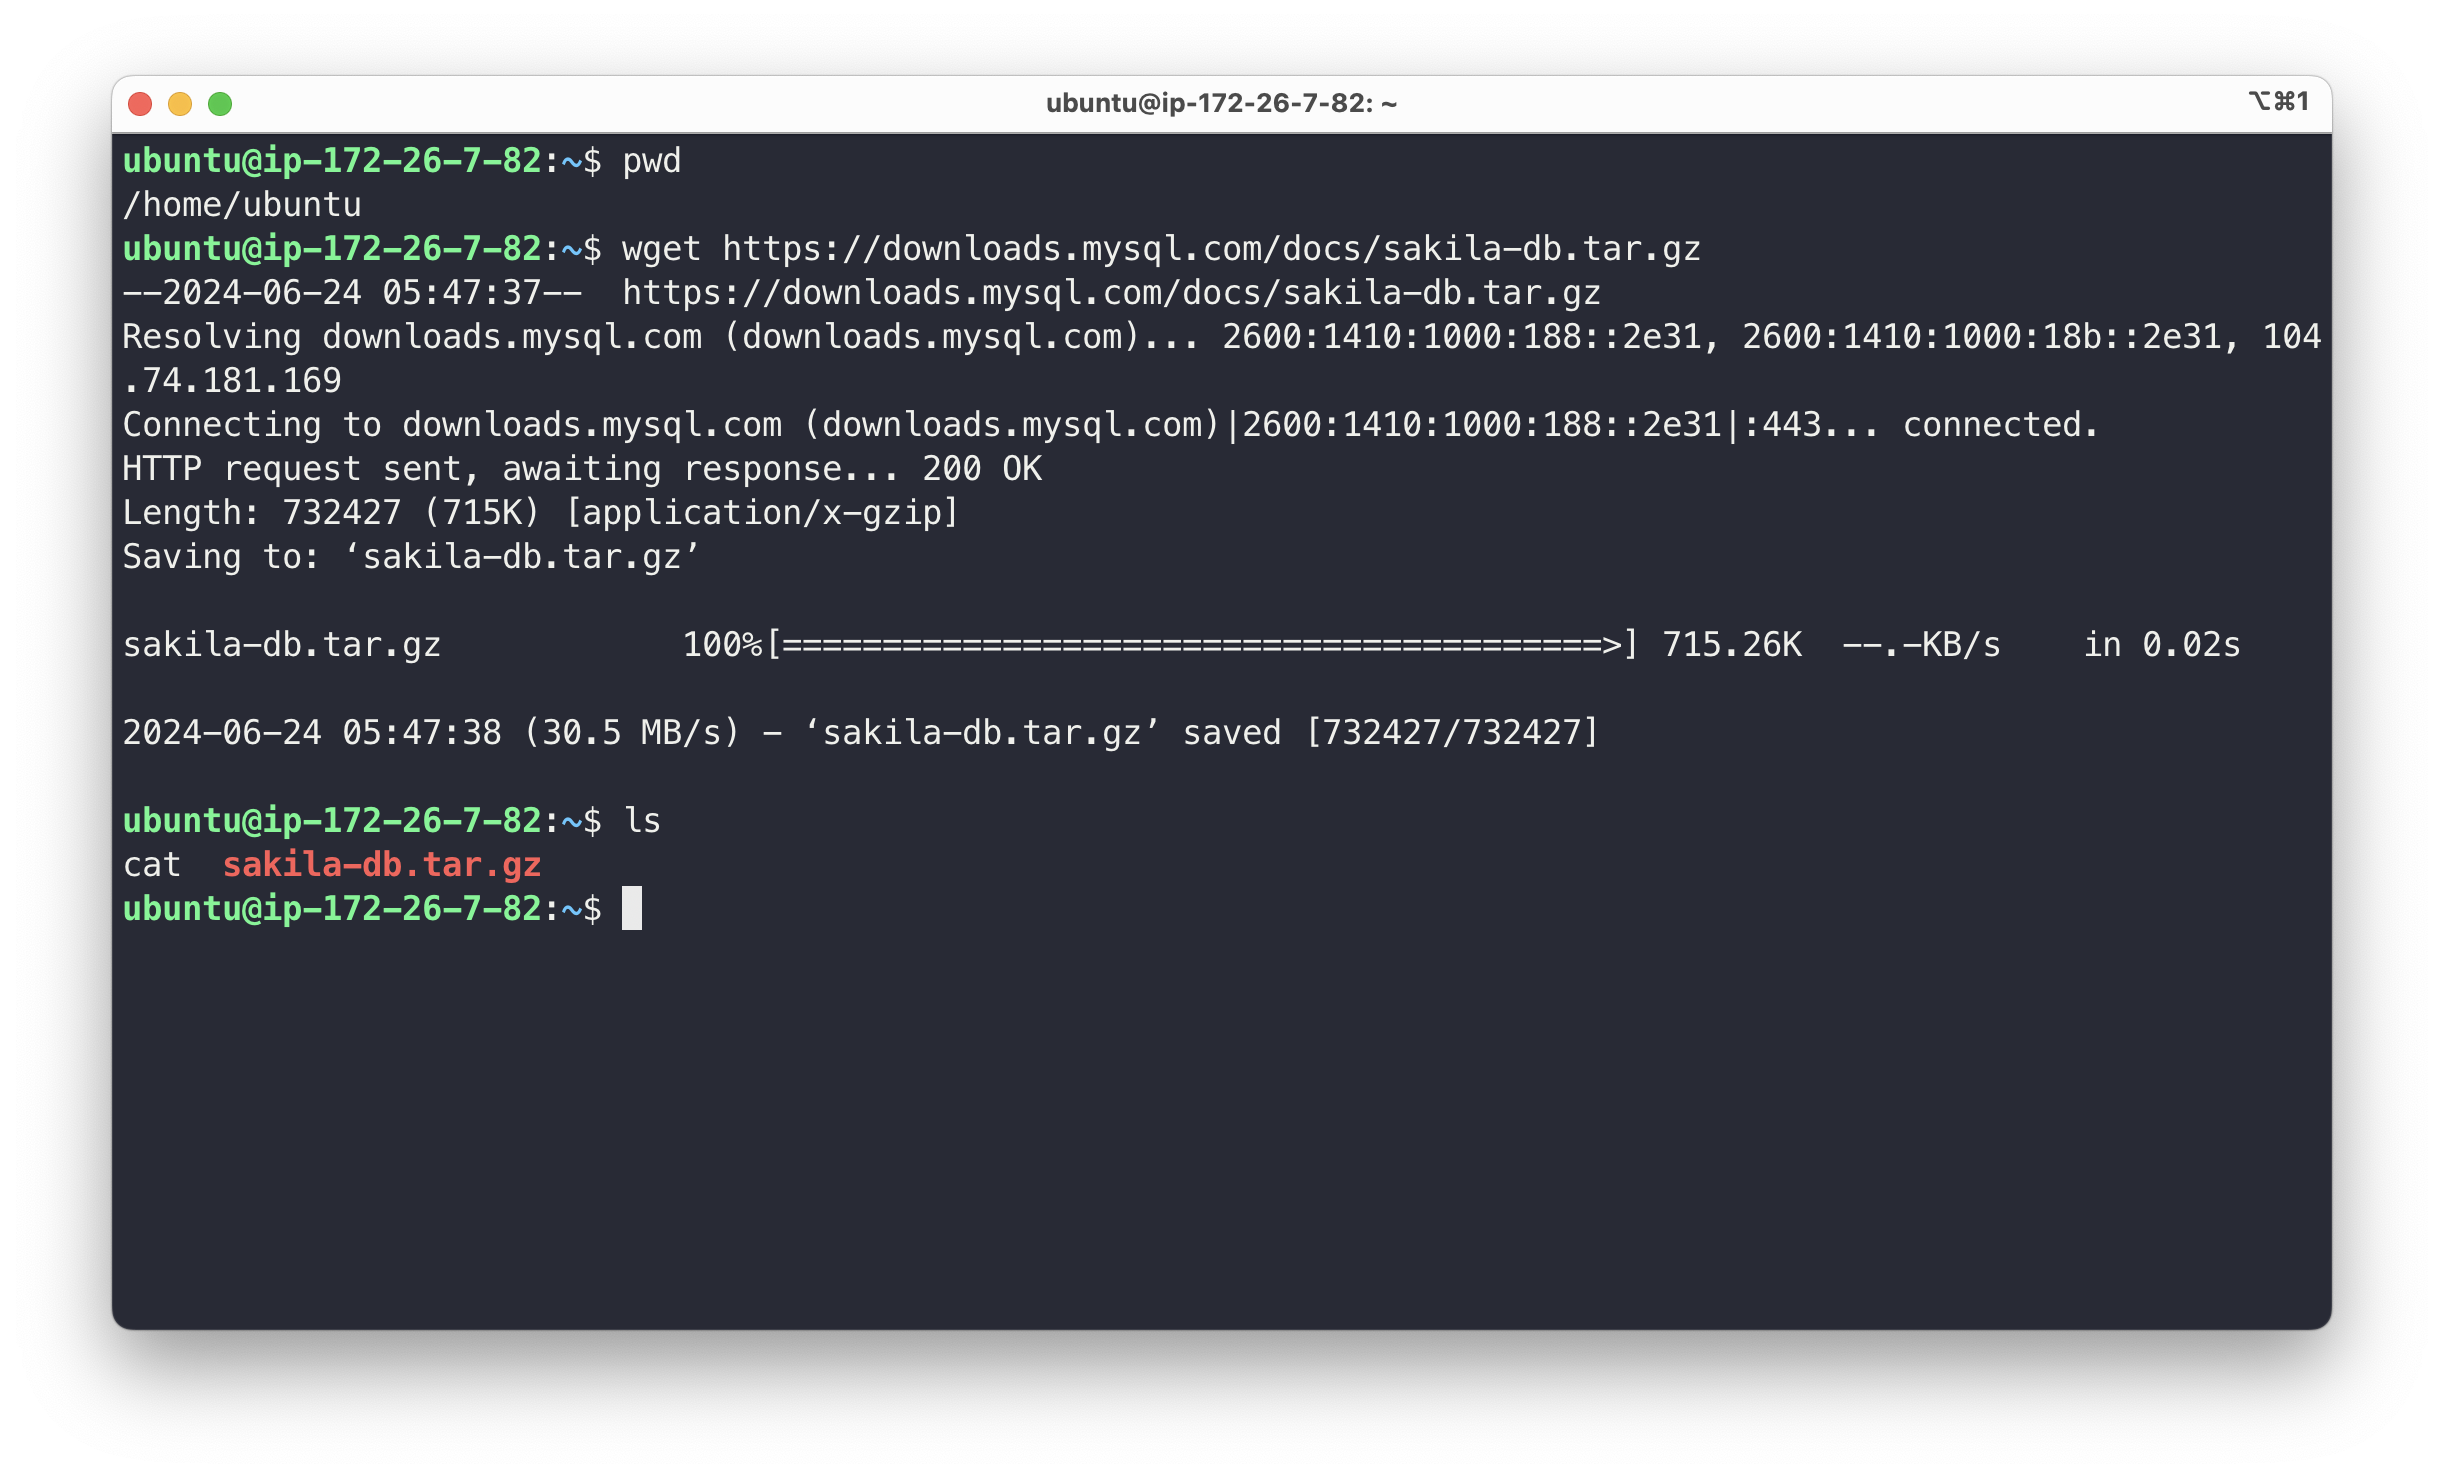 ubuntu@ip-172-26-7-82: ~ ⌥⌘1
ubuntu@ip-172-26-7-82:~$ pwd
/home/ubuntu
ubuntu@ip-172-26-7-82:~$ wget https://downloads.mysql.com/docs/sakila-db.tar.gz
--2024-06-24 05:47:37--  https://downloads.mysql.com/docs/sakila-db.tar.gz
Resolving downloads.mysql.com (downloads.mysql.com)... 2600:1410:1000:188::2e31, 2600:1410:1000:18b::2e31, 104
.74.181.169
Connecting to downloads.mysql.com (downloads.mysql.com)|2600:1410:1000:188::2e31|:443... connected.
HTTP request sent, awaiting response... 200 OK
Length: 732427 (715K) [application/x-gzip]
Saving to: ‘sakila-db.tar.gz’
sakila-db.tar.gz            100%[=========================================>] 715.26K  --.-KB/s    in 0.02s
2024-06-24 05:47:38 (30.5 MB/s) - ‘sakila-db.tar.gz’ saved [732427/732427]
ubuntu@ip-172-26-7-82:~$ ls
cat  sakila-db.tar.gz
ubuntu@ip-172-26-7-82:~$